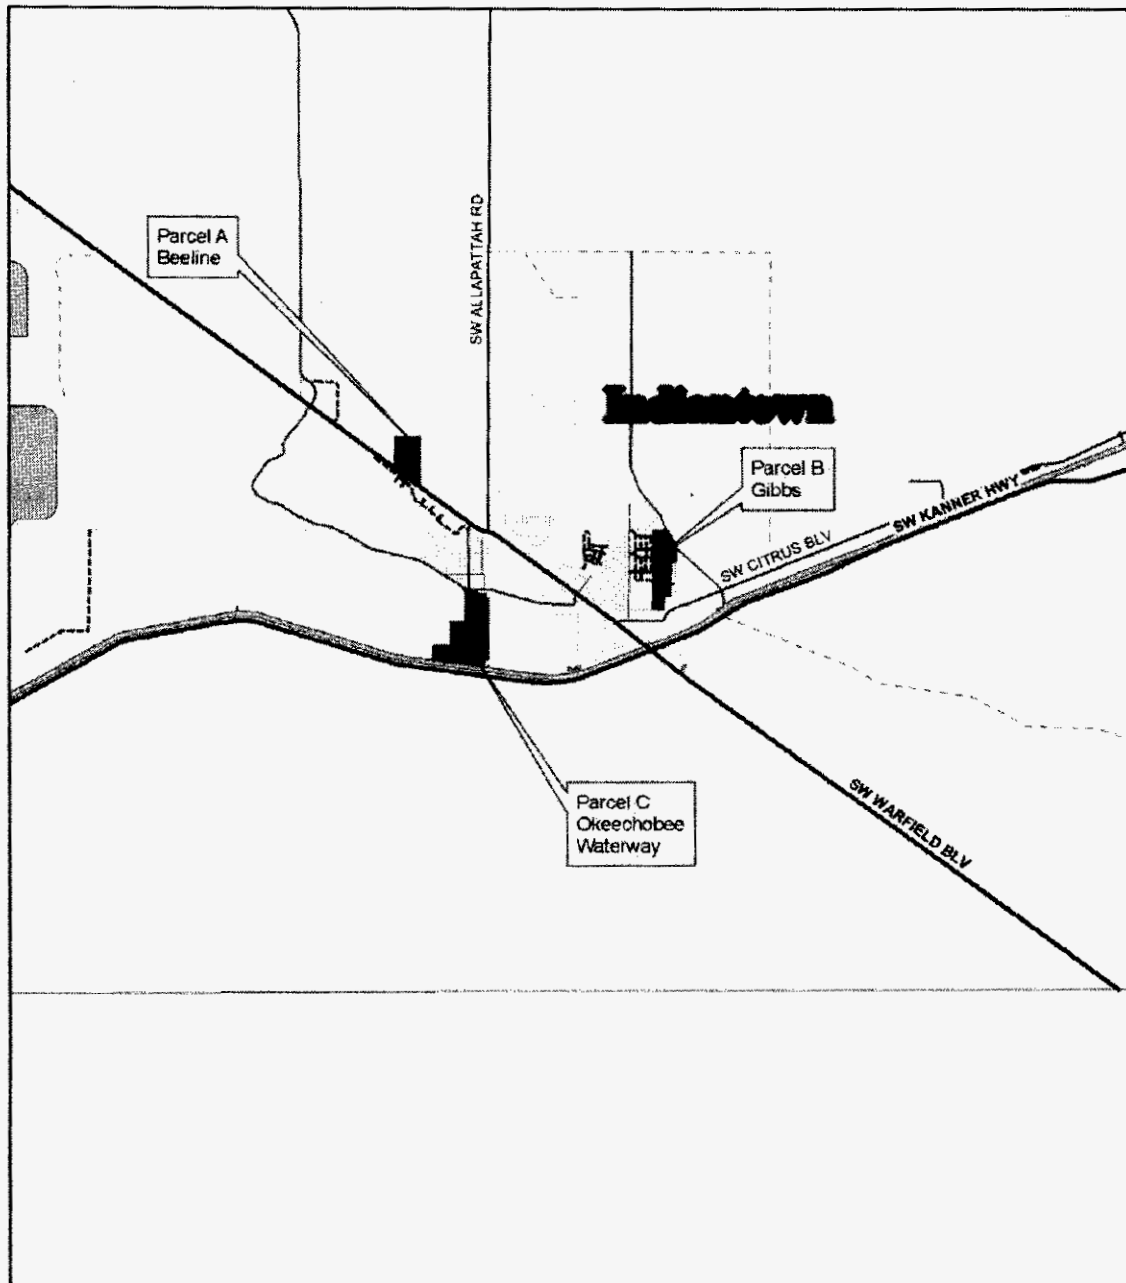 SW ALLAPATTAH RD
Parcel A
Beeline
Indiantown
Parcel B
Gibbs
SW KANNER HWY
SW CITRUS BLV
Parcel C
Okeechobee
Waterway
SW WARFIELD BLV